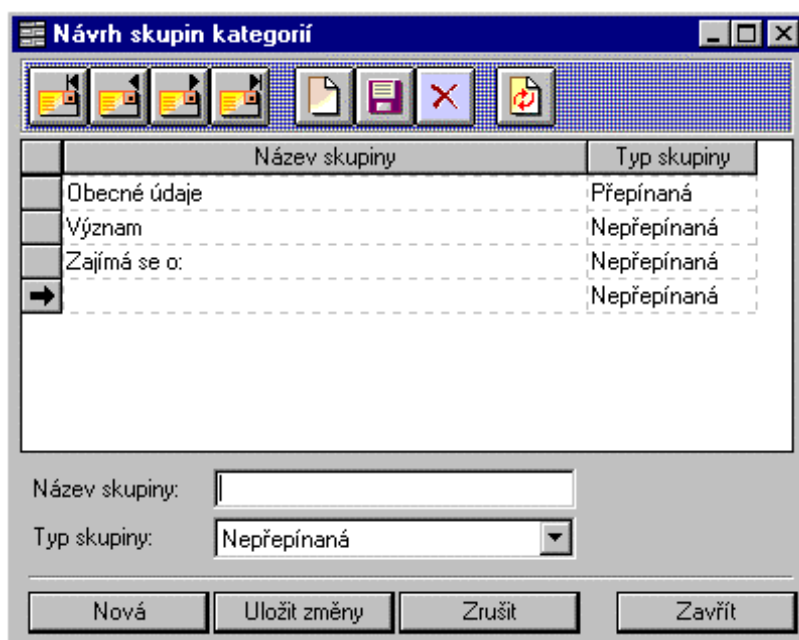 Návrh skupin kategorií
Název skupiny Typ skupiny
Obecné údaje Přepínaná
Význam Nepřepínaná
Zajímá se o: Nepřepínaná
Nepřepínaná
Název skupiny:
Typ skupiny: Nepřepínaná
Nová Uložit změny Zrušit Zavřít